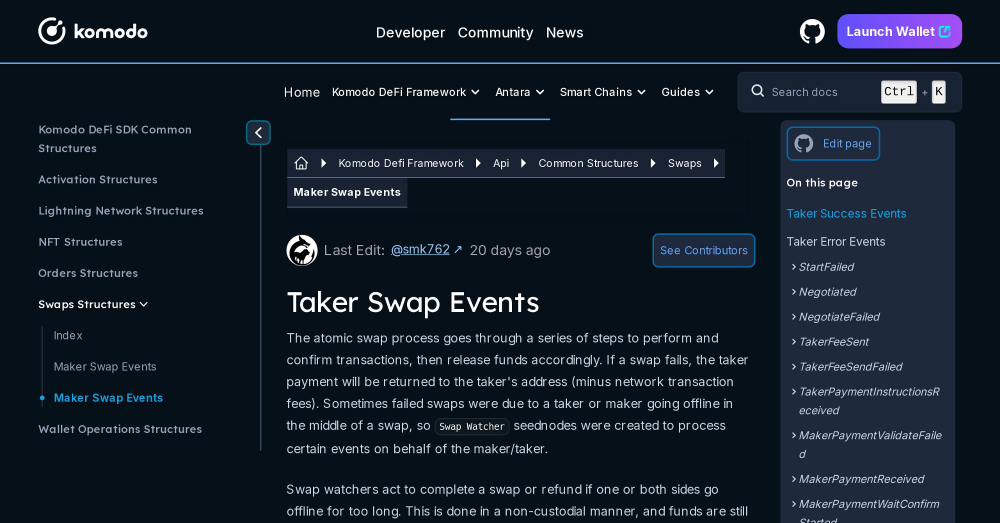 komodo
Developer Community News
Launch Wallet
Home Komodo DeFi Framework Antara Smart Chains Guides
Search docs Ctrl + K
Komodo DeFi SDK Common
Structures
Activation Structures
Lightning Network Structures
NFT Structures
Orders Structures
Swaps Structures
Index
Maker Swap Events
Maker Swap Events
Wallet Operations Structures
Komodo Defi Framework Api Common Structures Swaps
Maker Swap Events
Last Edit: @smk762 ↗ 20 days ago
See Contributors
Taker Swap Events
The atomic swap process goes through a series of steps to perform and
confirm transactions, then release funds accordingly. If a swap fails, the taker
payment will be returned to the taker's address (minus network transaction
fees). Sometimes failed swaps were due to a taker or maker going offline in
the middle of a swap, so Swap Watcher seednodes were created to process
certain events on behalf of the maker/taker.
Swap watchers act to complete a swap or refund if one or both sides go
offline for too long. This is done in a non-custodial manner, and funds are still
Edit page
On this page
Taker Success Events
Taker Error Events
StartFailed
Negotiated
NegotiateFailed
TakerFeeSent
TakerFeeSendFailed
TakerPaymentInstructionsR
eceived
MakerPaymentValidateFaile
d
MakerPaymentReceived
MakerPaymentWaitConfirm
Started